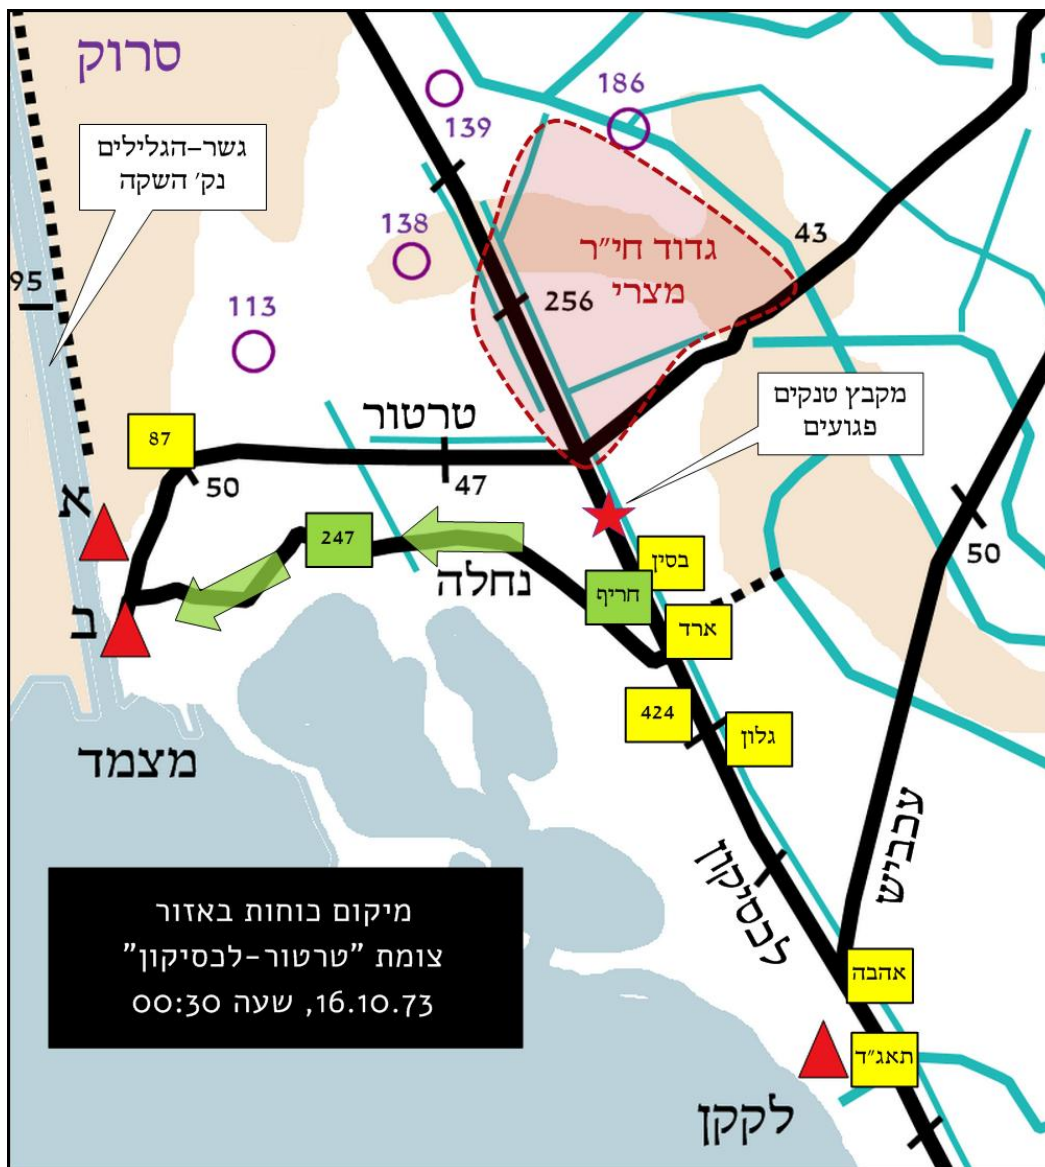 סרוק
186
139
גשר-הגלילים
נק' השקה
138
43
גדוד חי"ר
מצרי
95
256
113
מקבץ טנקים
פגועים
טרטור
87
50
47
א
50
247
בסין
נחלה
חריף
ב
ארד
424
גלון
מצמד
עכביש
לכסיקון
מיקום כוחות באזור
צומת "טרטור-לכסיקון"
16.10.73, שעה 00:30
אהבה
תאג"ד
לקקן